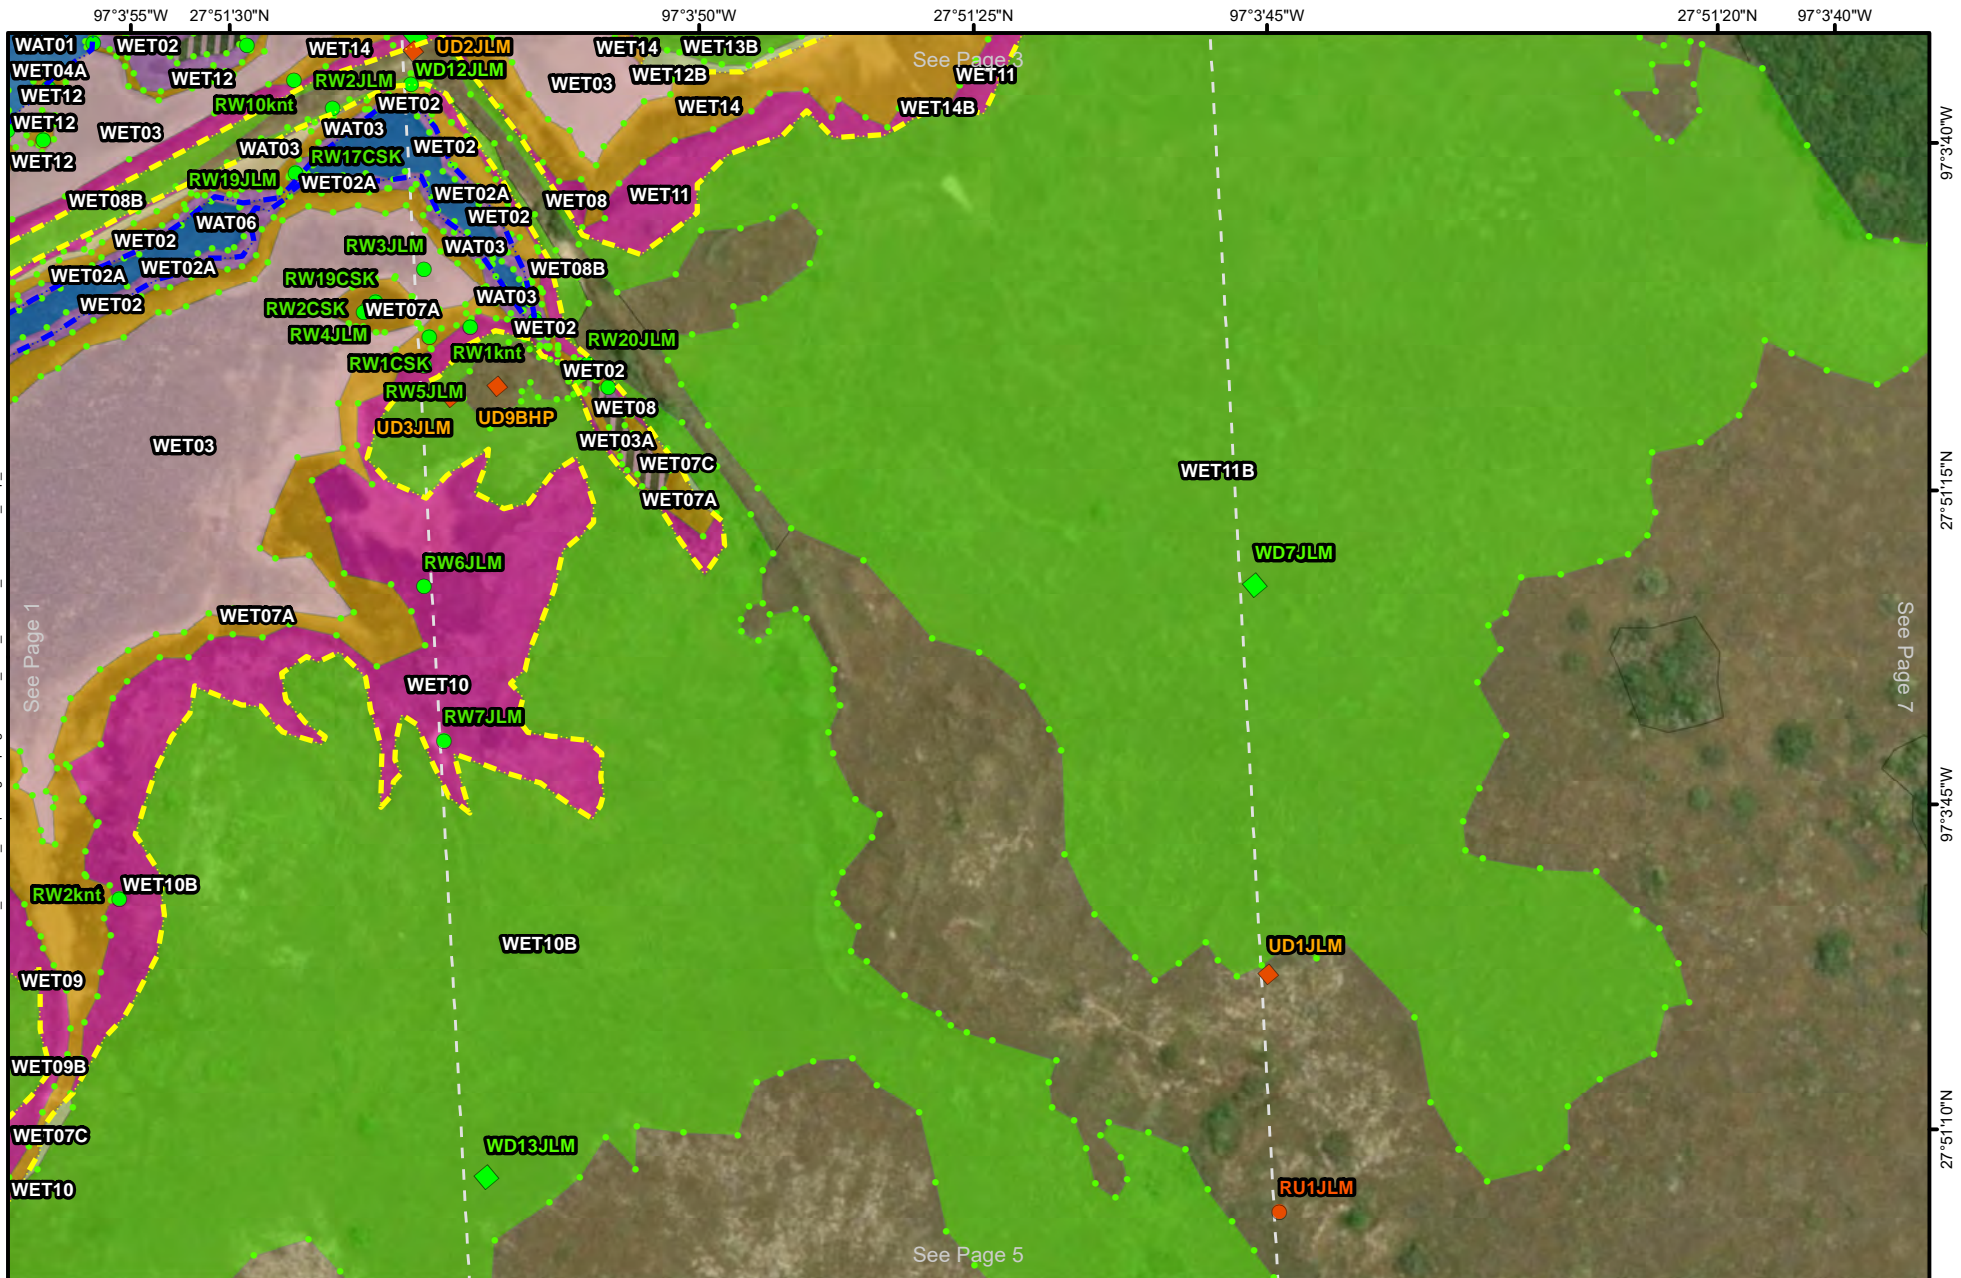 97°3'55"W
27°51'30"N
97°3'50"W
27°51'25"N
97°3'45"W
27°51'20"N
97°3'40"W
WAT01
WET02
WET14
UD2JLM
WET14
WET13B
See Page 3
WET04A
WET12
RW2JLM
WD12JLM
WET03
WET12B
WET11
WET12
RW10knt
WET02
WET14
WET14B
WET12
WET03
WAT03
97°3'40"W
WET12
WAT03
RW17CSK
WET02
RW19JLM
WET02A
WET02A
WET11
WET08B
WET08
WAT06
WET02
WET02
RW3JLM
WAT03
WET02A
WET02A
RW19CSK
WET08B
WET02
RW2CSK
WET07A
WAT03
RW4JLM
WET02
RW20JLM
RW1CSK
RW1knt
WET02
RW5JLM
WET08
UD3JLM
UD9BHP
WET03
WET03A
WET07C
WET11B
WET07A
27°51'15"N
RW6JLM
WD7JLM
WET07A
See Page 1
See Page 7
WET10
RW7JLM
97°3'45"W
RW2knt
WET10B
WET10B
UD1JLM
WET09
WET09B
WET07C
WD13JLM
27°51'10"N
WET10
RU1JLM
See Page 5